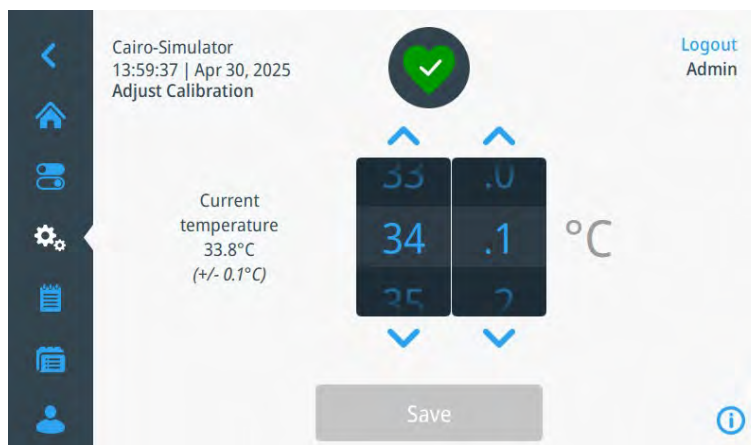 Cairo-Simulator
13:59:37 | Apr 30, 2025
Adjust Calibration
Logout
Admin
Current
temperature
33.8°C
(+/- 0.1°C)
33 .0
34 .1 °C
35 .2
Save